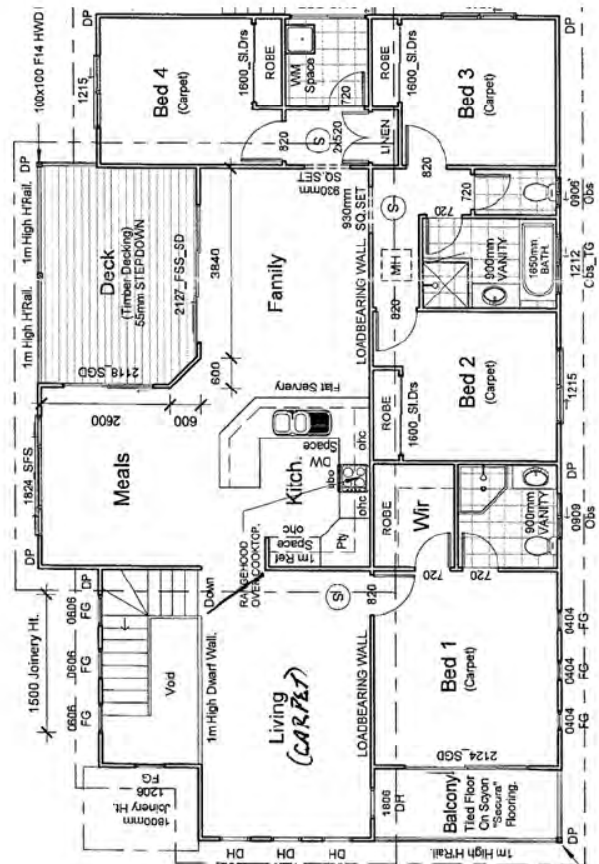 100x100 F14 HWD
DP
1215
Bed 4
(Carpet)
1600_Sl.Drs
ROBE
WM
Space
720
ROBE
1600_Sl.Drs
Bed 3
(Carpet)
DP
820
S
2x520
LINEN
820
DP
1m High H'Rail.
1m High H'Rail.
Deck
(Timber Decking)
55mm STEPDOWN
2127_FSS_SD
2118_SGD
930mm
SQ.SET
930mm
SQ.SET
3840
Family
LOADBEARING WALL
S
MH
720
720
0906
Obs
900mm
VANITY
1650mm
BATH.
1212
Obs_TG
820
600
2600
600
Flat Servery
ROBE
1600_Sl.Drs
Bed 2
(Carpet)
1215
1824_SFS
Meals
Kitch.
DW
Space
ubo
ohc
ohc
ohc
Pty
1m Ref
Space
RANGEHOOD
OVER COOKTOP.
ROBE
Wir
900mm
VANITY
DP
0909
Obs
DP
DP
Down
720
720
820
S
1500 Joinery Ht.
0606
FG
0606
FG
0606
FG
Void
1m High Dwarf Wall.
Living
(CARPET)
LOADBEARING WALL
Bed 1
(Carpet)
2124_SGD
0404
FG
0404
FG
0404
FG
1800mm
Joinery Ht.
1206
FG
1806
DH
Balcony
Tiled Floor
On Scyon
"Secura"
Flooring.
DH
DH
DH
1m High H'Rail.
DP